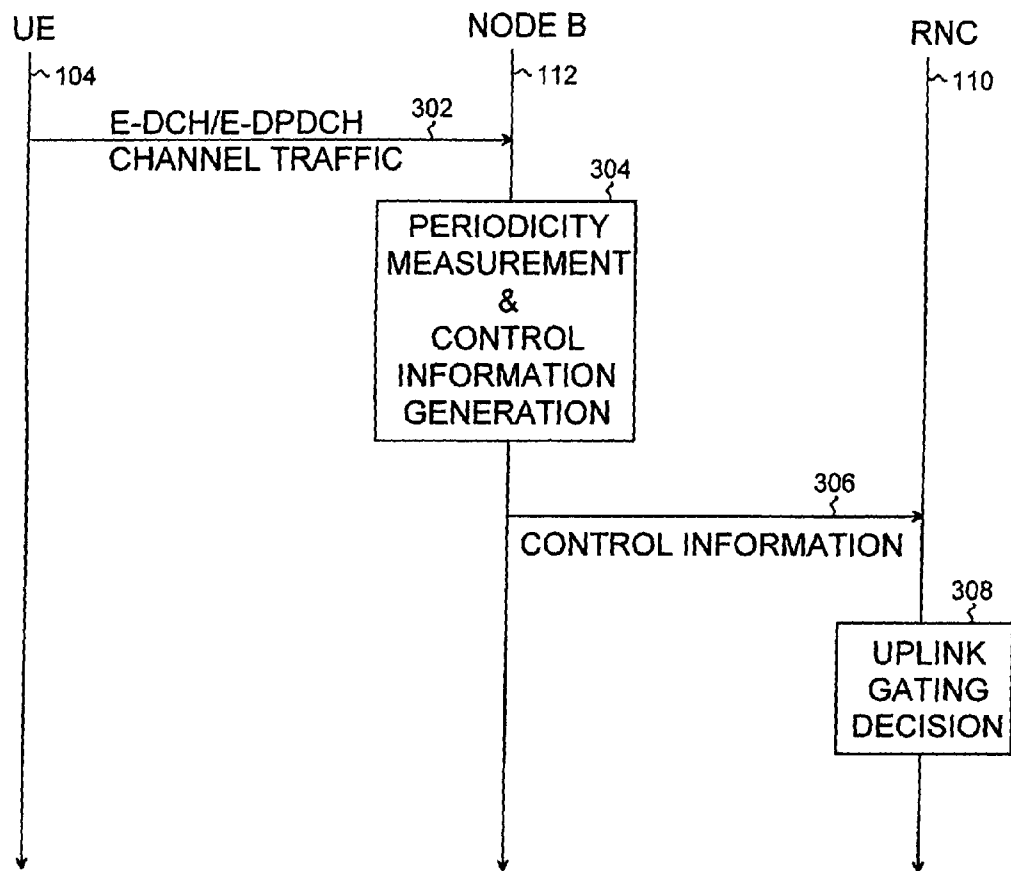 UE
NODE B
RNC
104
112
110
302
E-DCH/E-DPDCH
CHANNEL TRAFFIC
304
PERIODICITY
MEASUREMENT
&
CONTROL
INFORMATION
GENERATION
306
CONTROL INFORMATION
308
UPLINK
GATING
DECISION